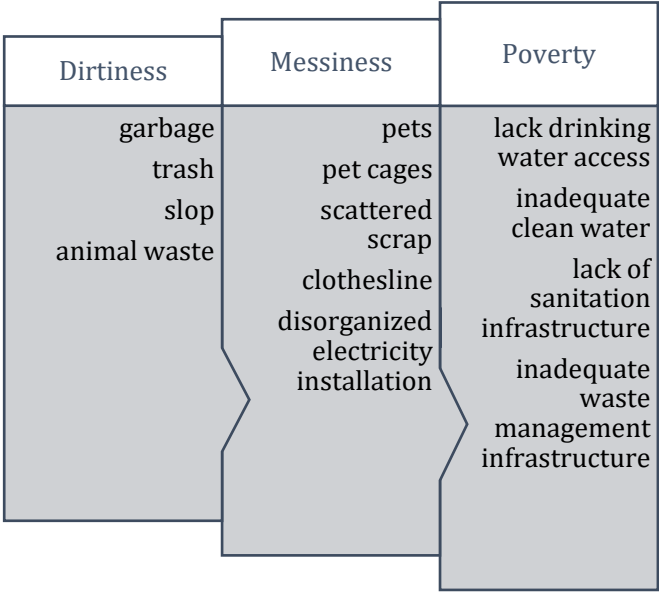 Dirtiness
garbage
trash
slop
animal waste
Messiness
pets
pet cages
scattered
scrap
clothesline
disorganized
electricity
installation
Poverty
lack drinking
water access
inadequate
clean water
lack of
sanitation
infrastructure
inadequate
waste
management
infrastructure